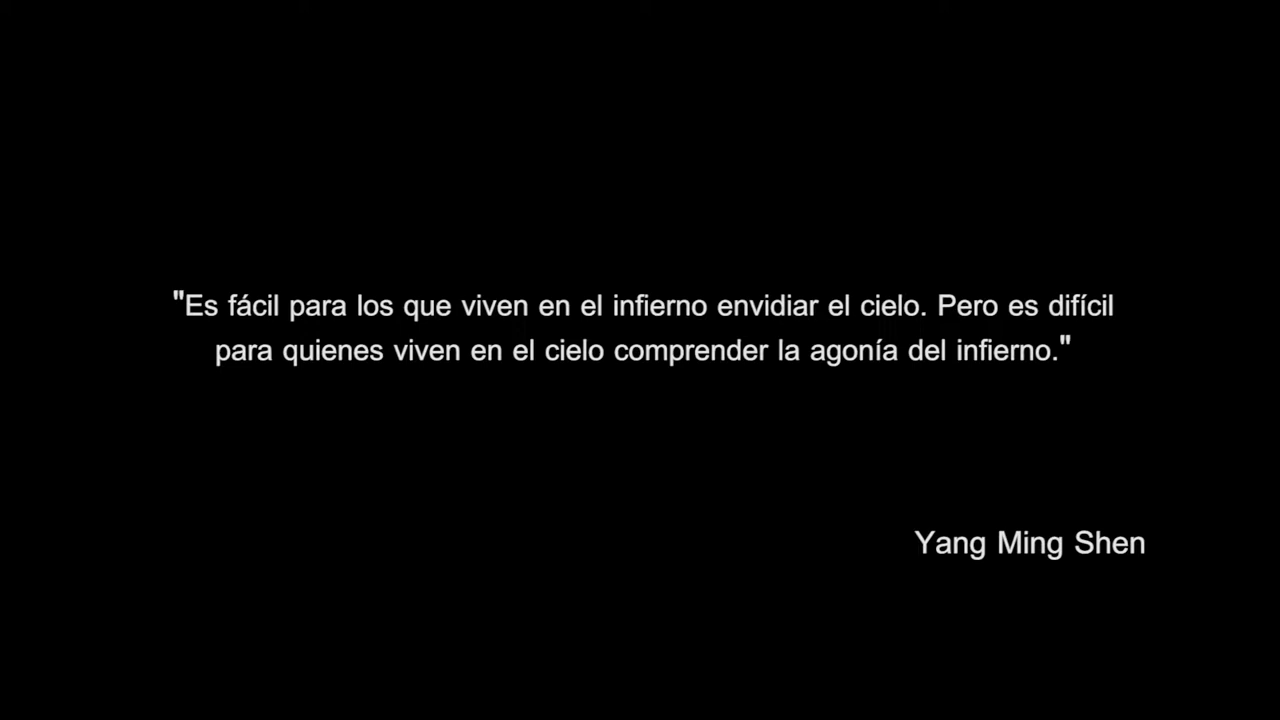 "Es fácil para los que viven en el infierno envidiar el cielo. Pero es difícil
para quienes viven en el cielo comprender la agonía del infierno."
Yang Ming Shen